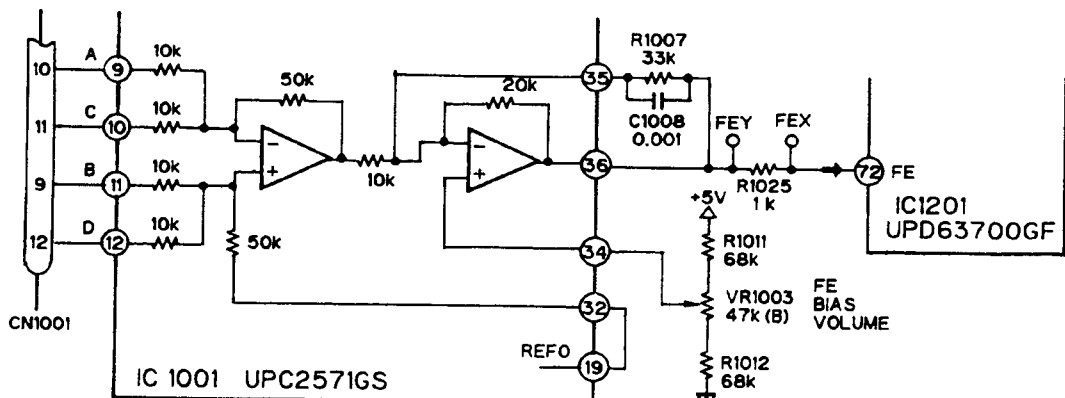 R1007
33k
10k
A
10
9
50k
20k
35
C
10k
C1008
0.001
FEY
FEX
11
10
B
10k
10k
36
R1025
1k
72
FE
9
11
+5V
IC1201
UPD63700GF
D
10k
50k
R1011
68k
12
12
34
VR1003
47k (B)
FE
BIAS
VOLUME
CN1001
32
REFO
19
R1012
68k
IC 1001 UPC2571GS